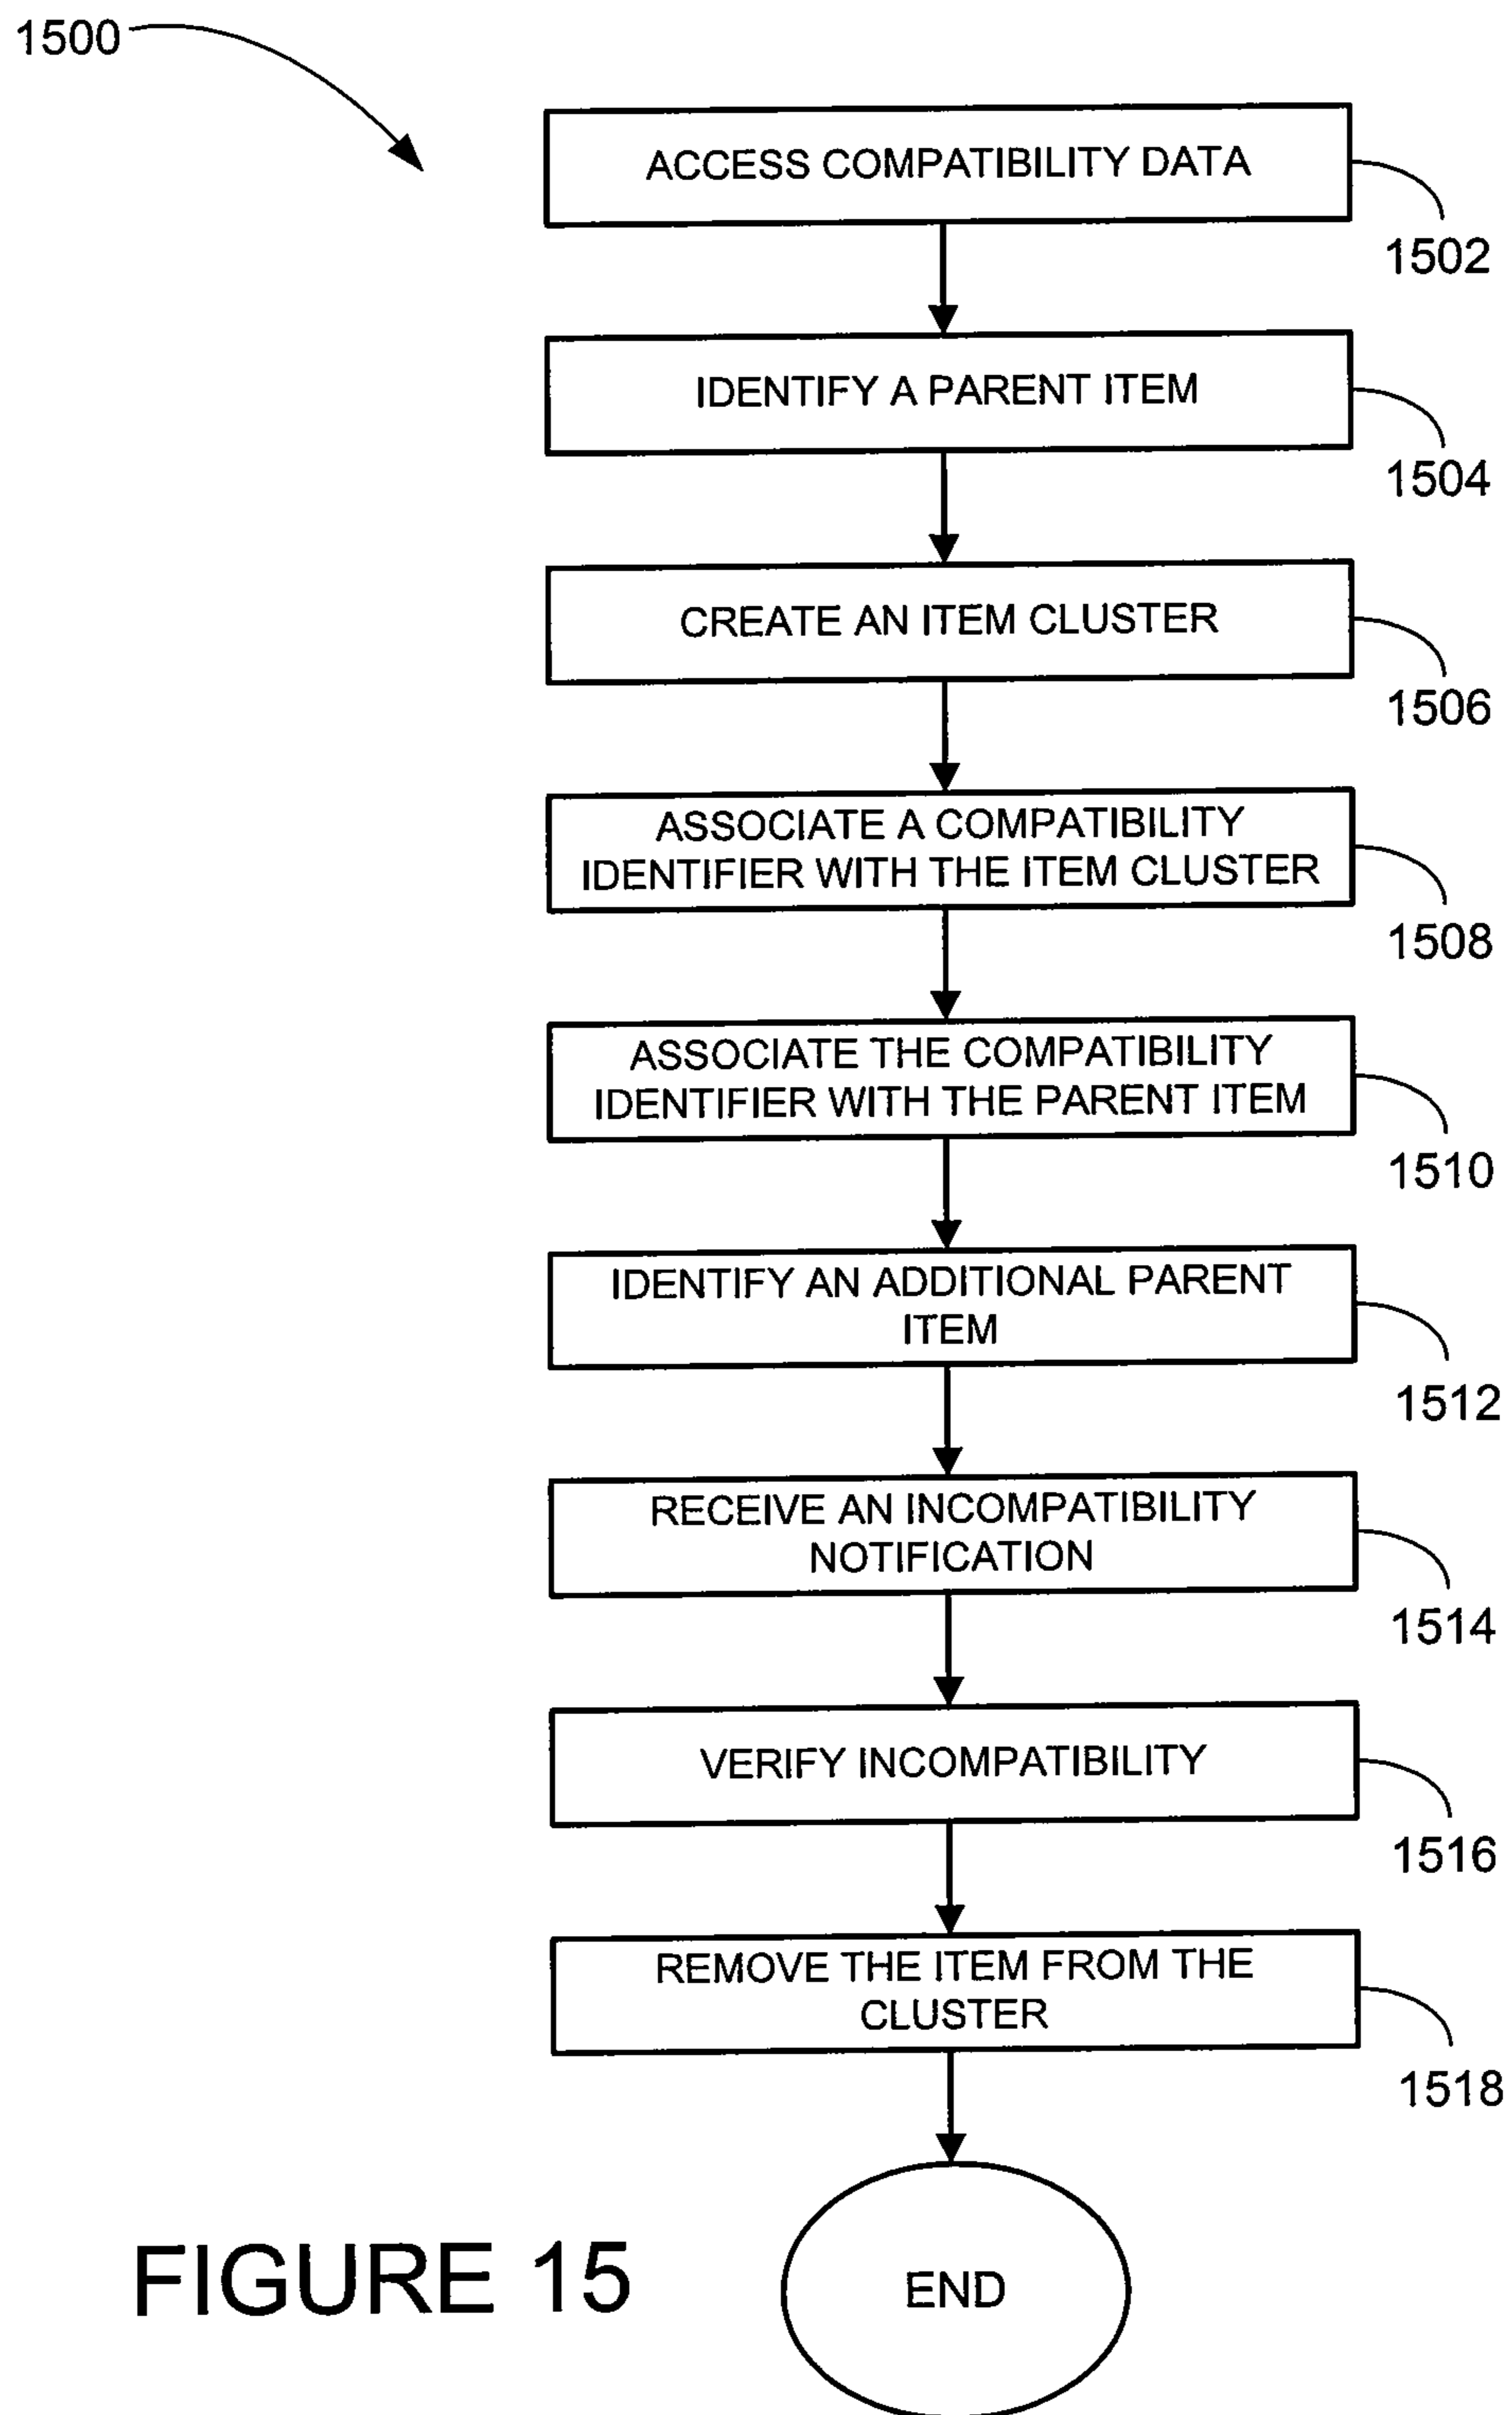 1500
ACCESS COMPATIBILITY DATA
1502
IDENTIFY A PARENT ITEM
1504
CREATE AN ITEM CLUSTER
1506
ASSOCIATE A COMPATIBILITY
IDENTIFIER WITH THE ITEM CLUSTER
1508
ASSOCIATE THE COMPATIBILITY
IDENTIFIER WITH THE PARENT ITEM
1510
IDENTIFY AN ADDITIONAL PARENT
ITEM
1512
RECEIVE AN INCOMPATIBILITY
NOTIFICATION
1514
VERIFY INCOMPATIBILITY
1516
REMOVE THE ITEM FROM THE
CLUSTER
1518
END
FIGURE 15